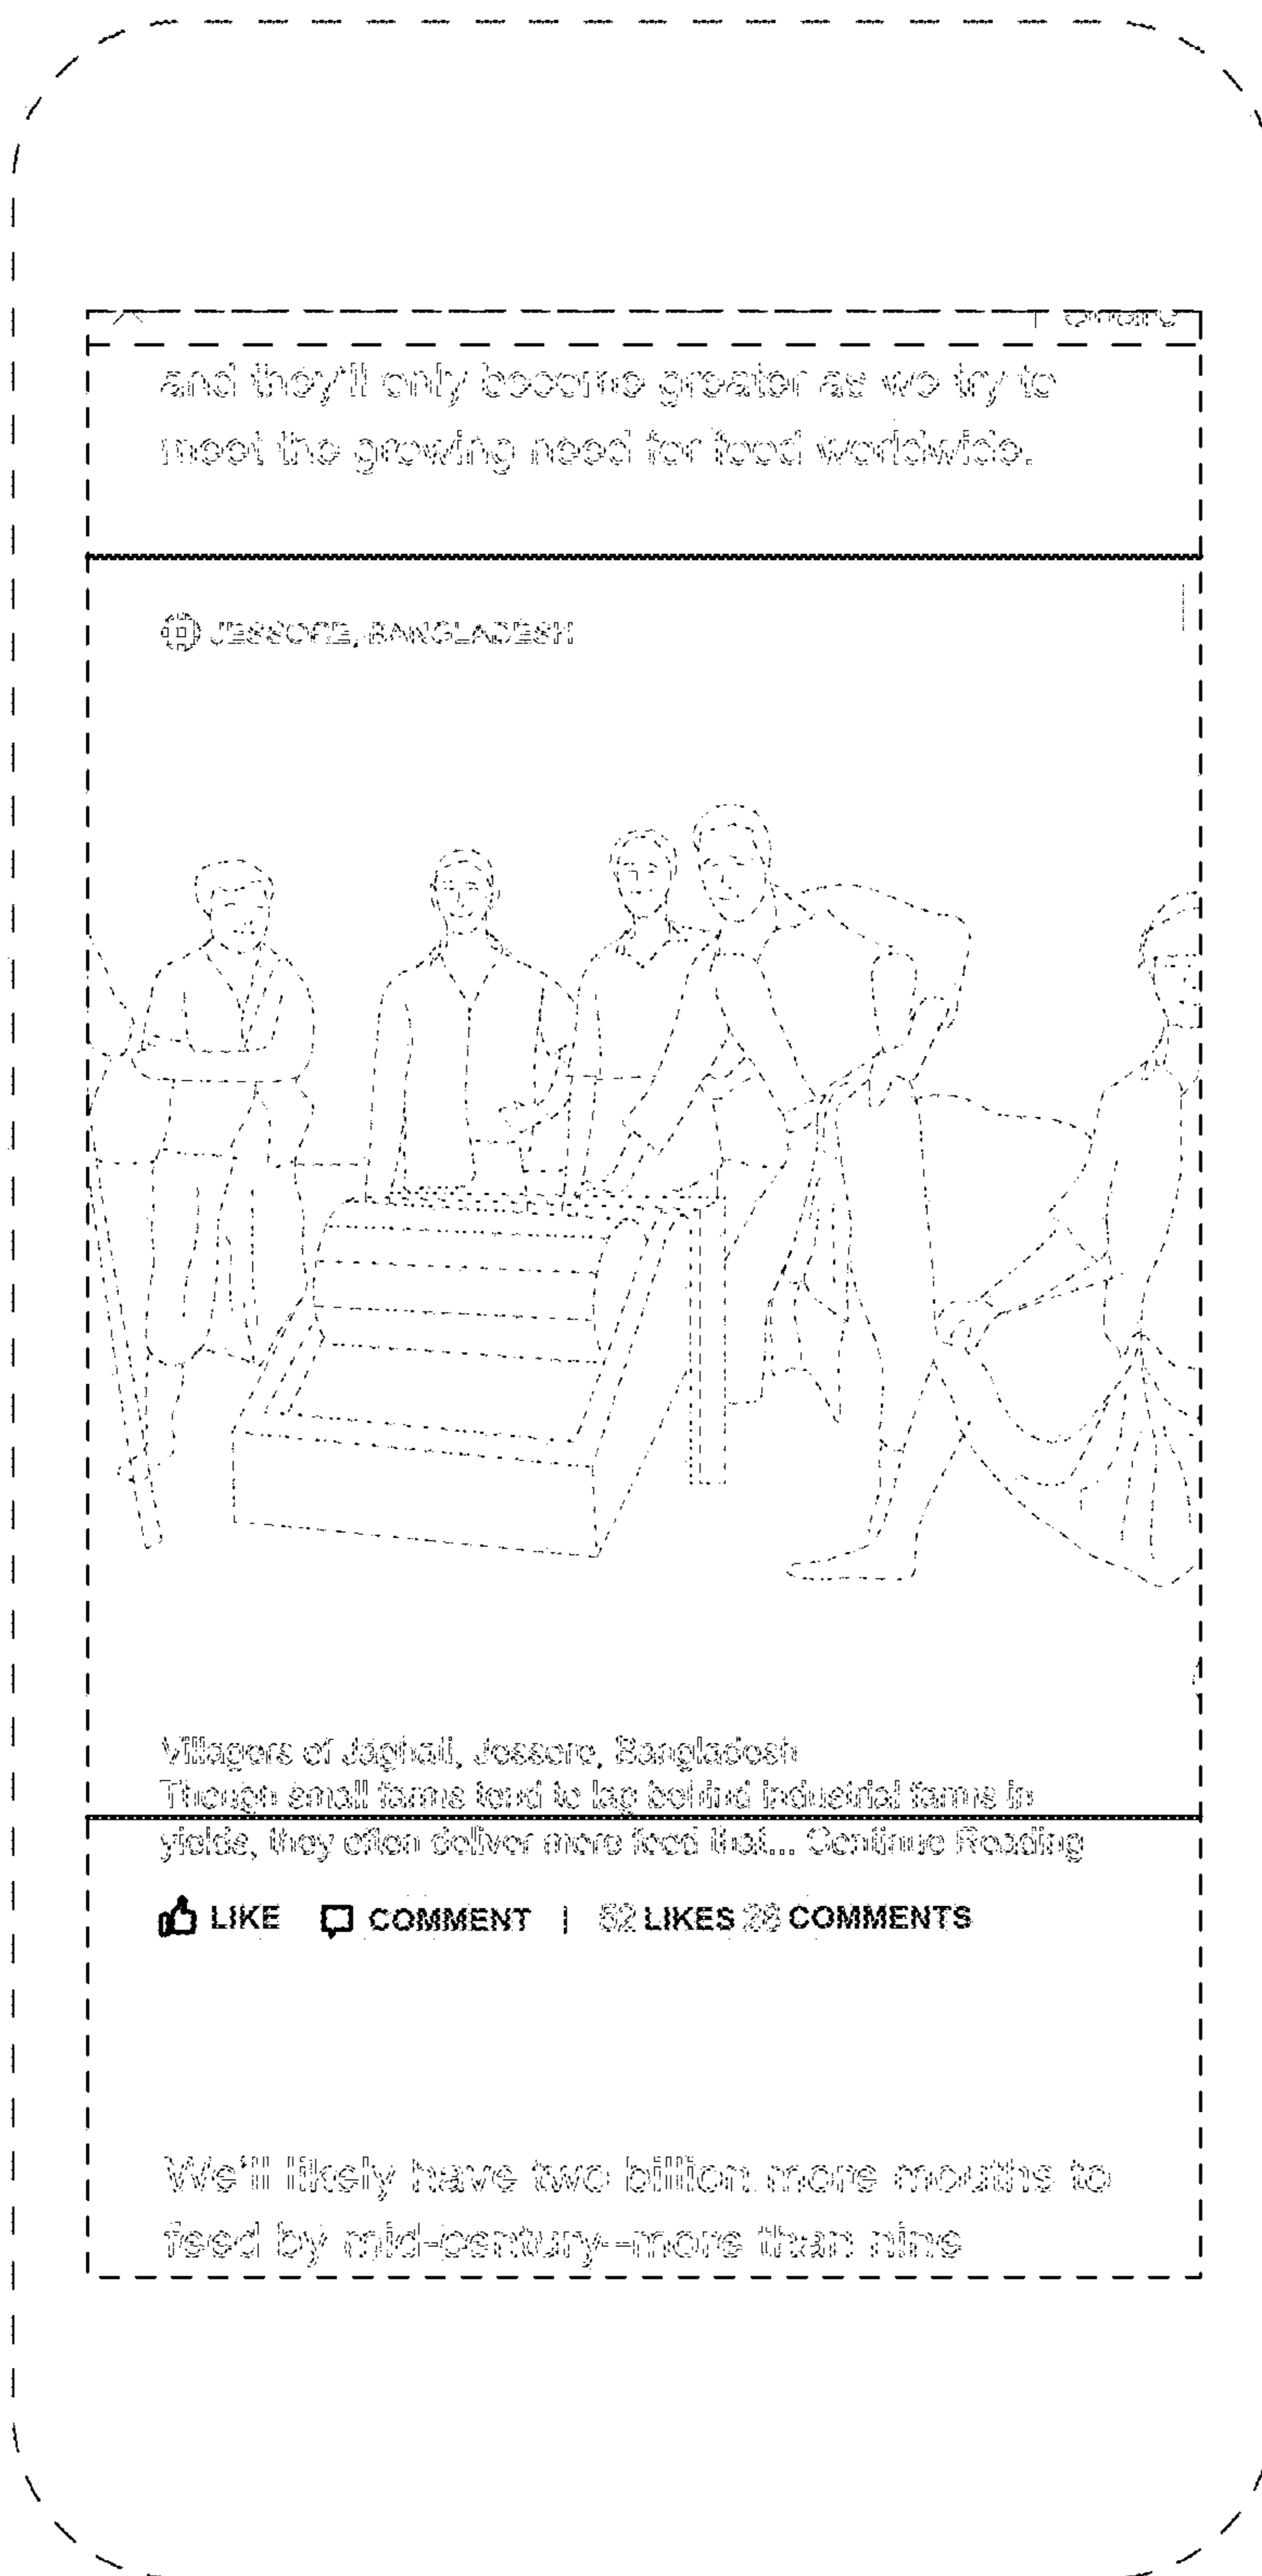 and they'll only become greater as we try to
meet the growing need for food worldwide.
JESSORE, BANGLADESH
Villagers of Jaghati, Jessore, Bangladesh
Though small farms tend to lag behind industrial farms in
yields, they often deliver more food that... Continue Reading
LIKE COMMENT | 52 LIKES 28 COMMENTS
We'll likely have two billion more mouths to
feed by mid-century--more than nine